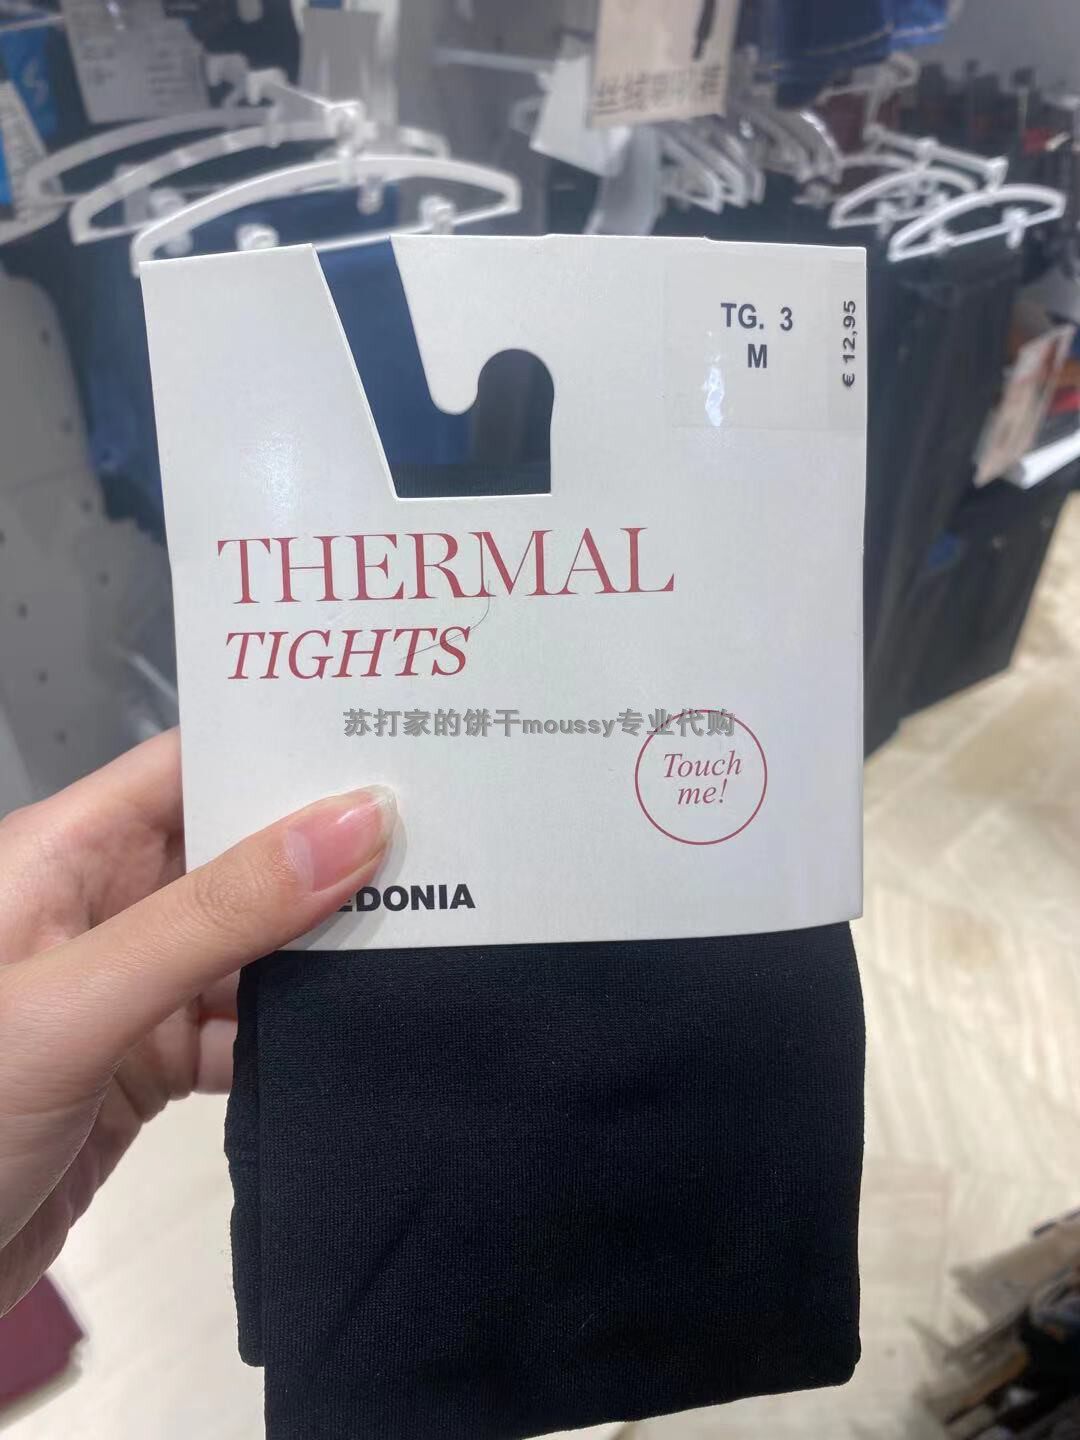 TG. 3
M
€ 12,95
THERMAL
TIGHTS
苏打家的饼干moussy专业代购
Touch
me!
EDONIA